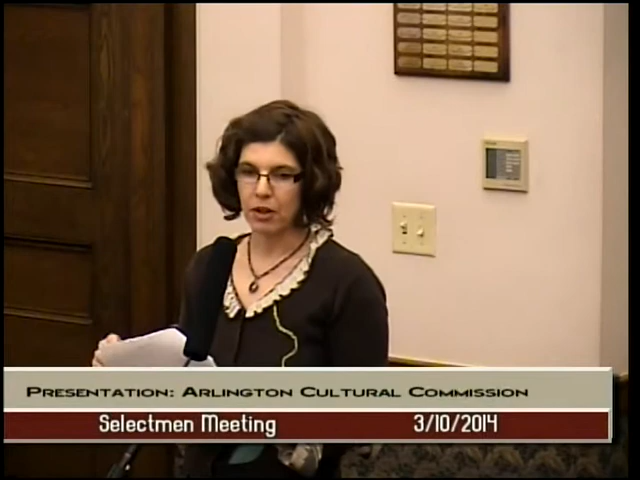 Presentation: Arlington Cultural Commission
Selectmen Meeting 3/10/2014